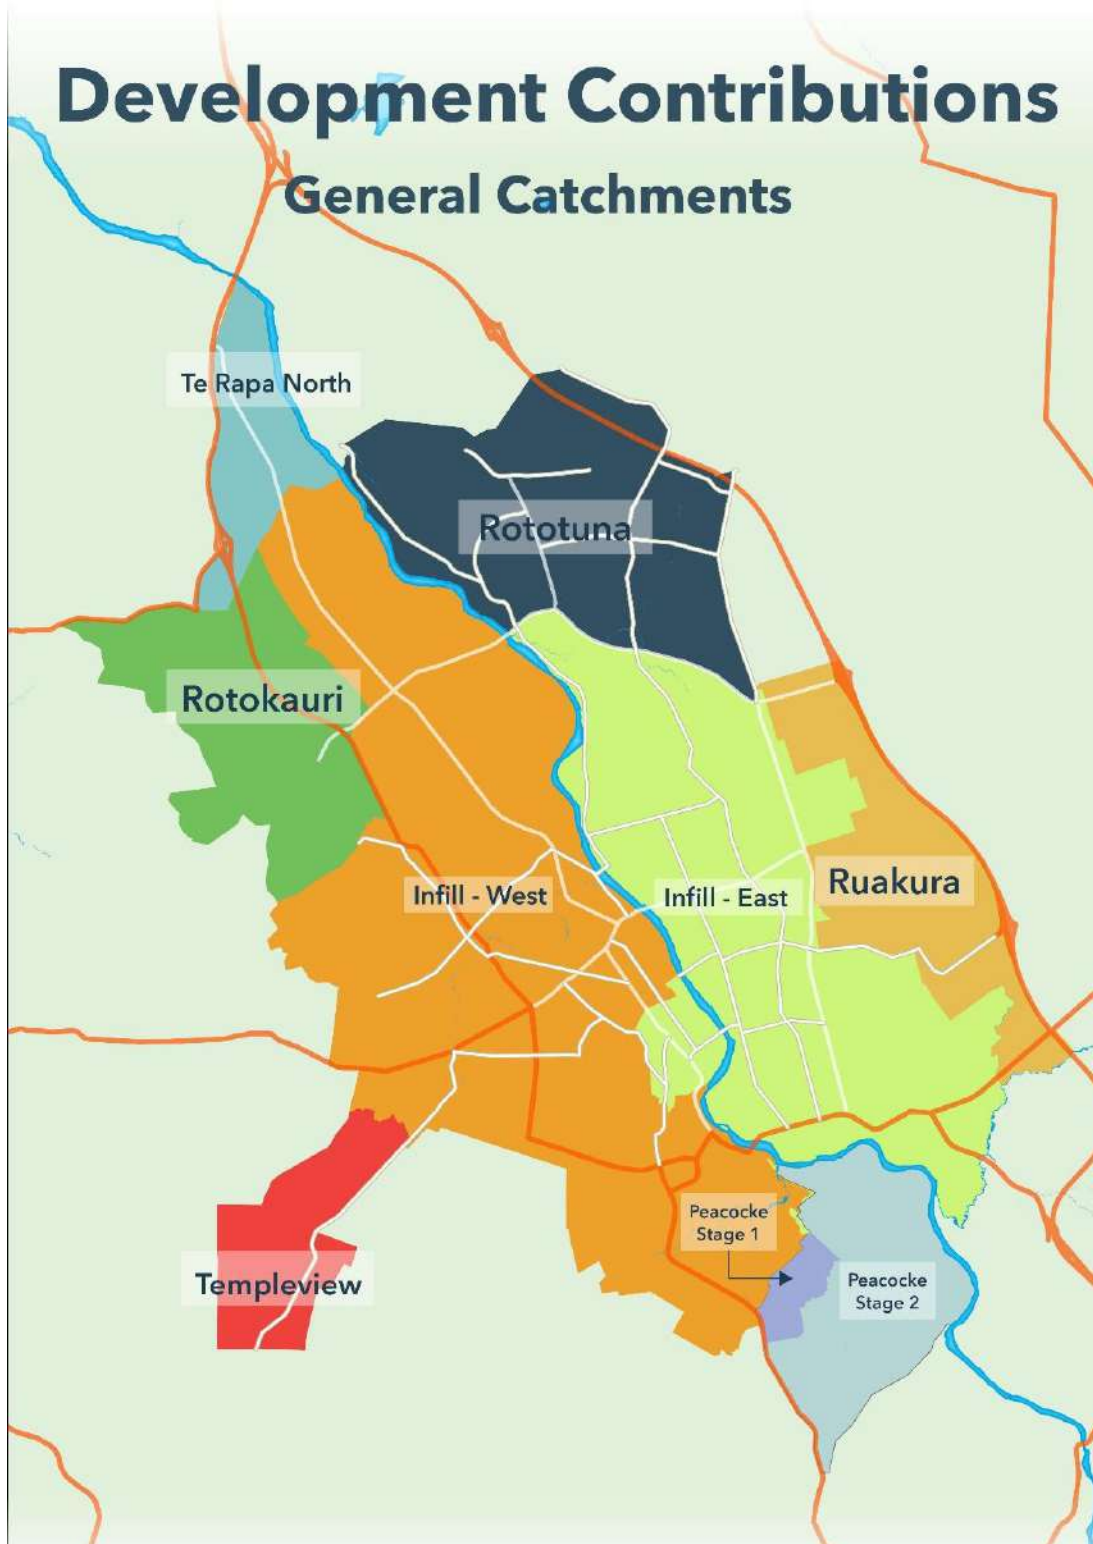 Development Contributions
General Catchments
Te Rapa North
Rototuna
Rotokauri
Infill - West
Infill - East
Ruakura
Peacocke
Stage 1
Peacocke
Stage 2
Templeview